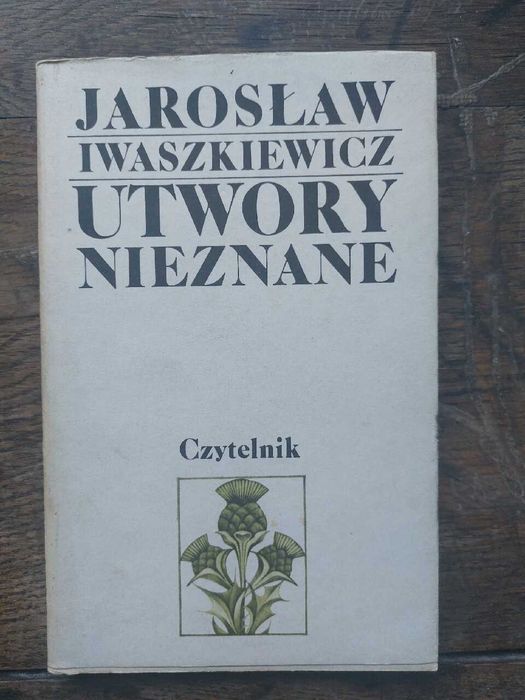 JAROSŁAW
IWASZKIEWICZ
UTWORY
NIEZNANE
Czytelnik